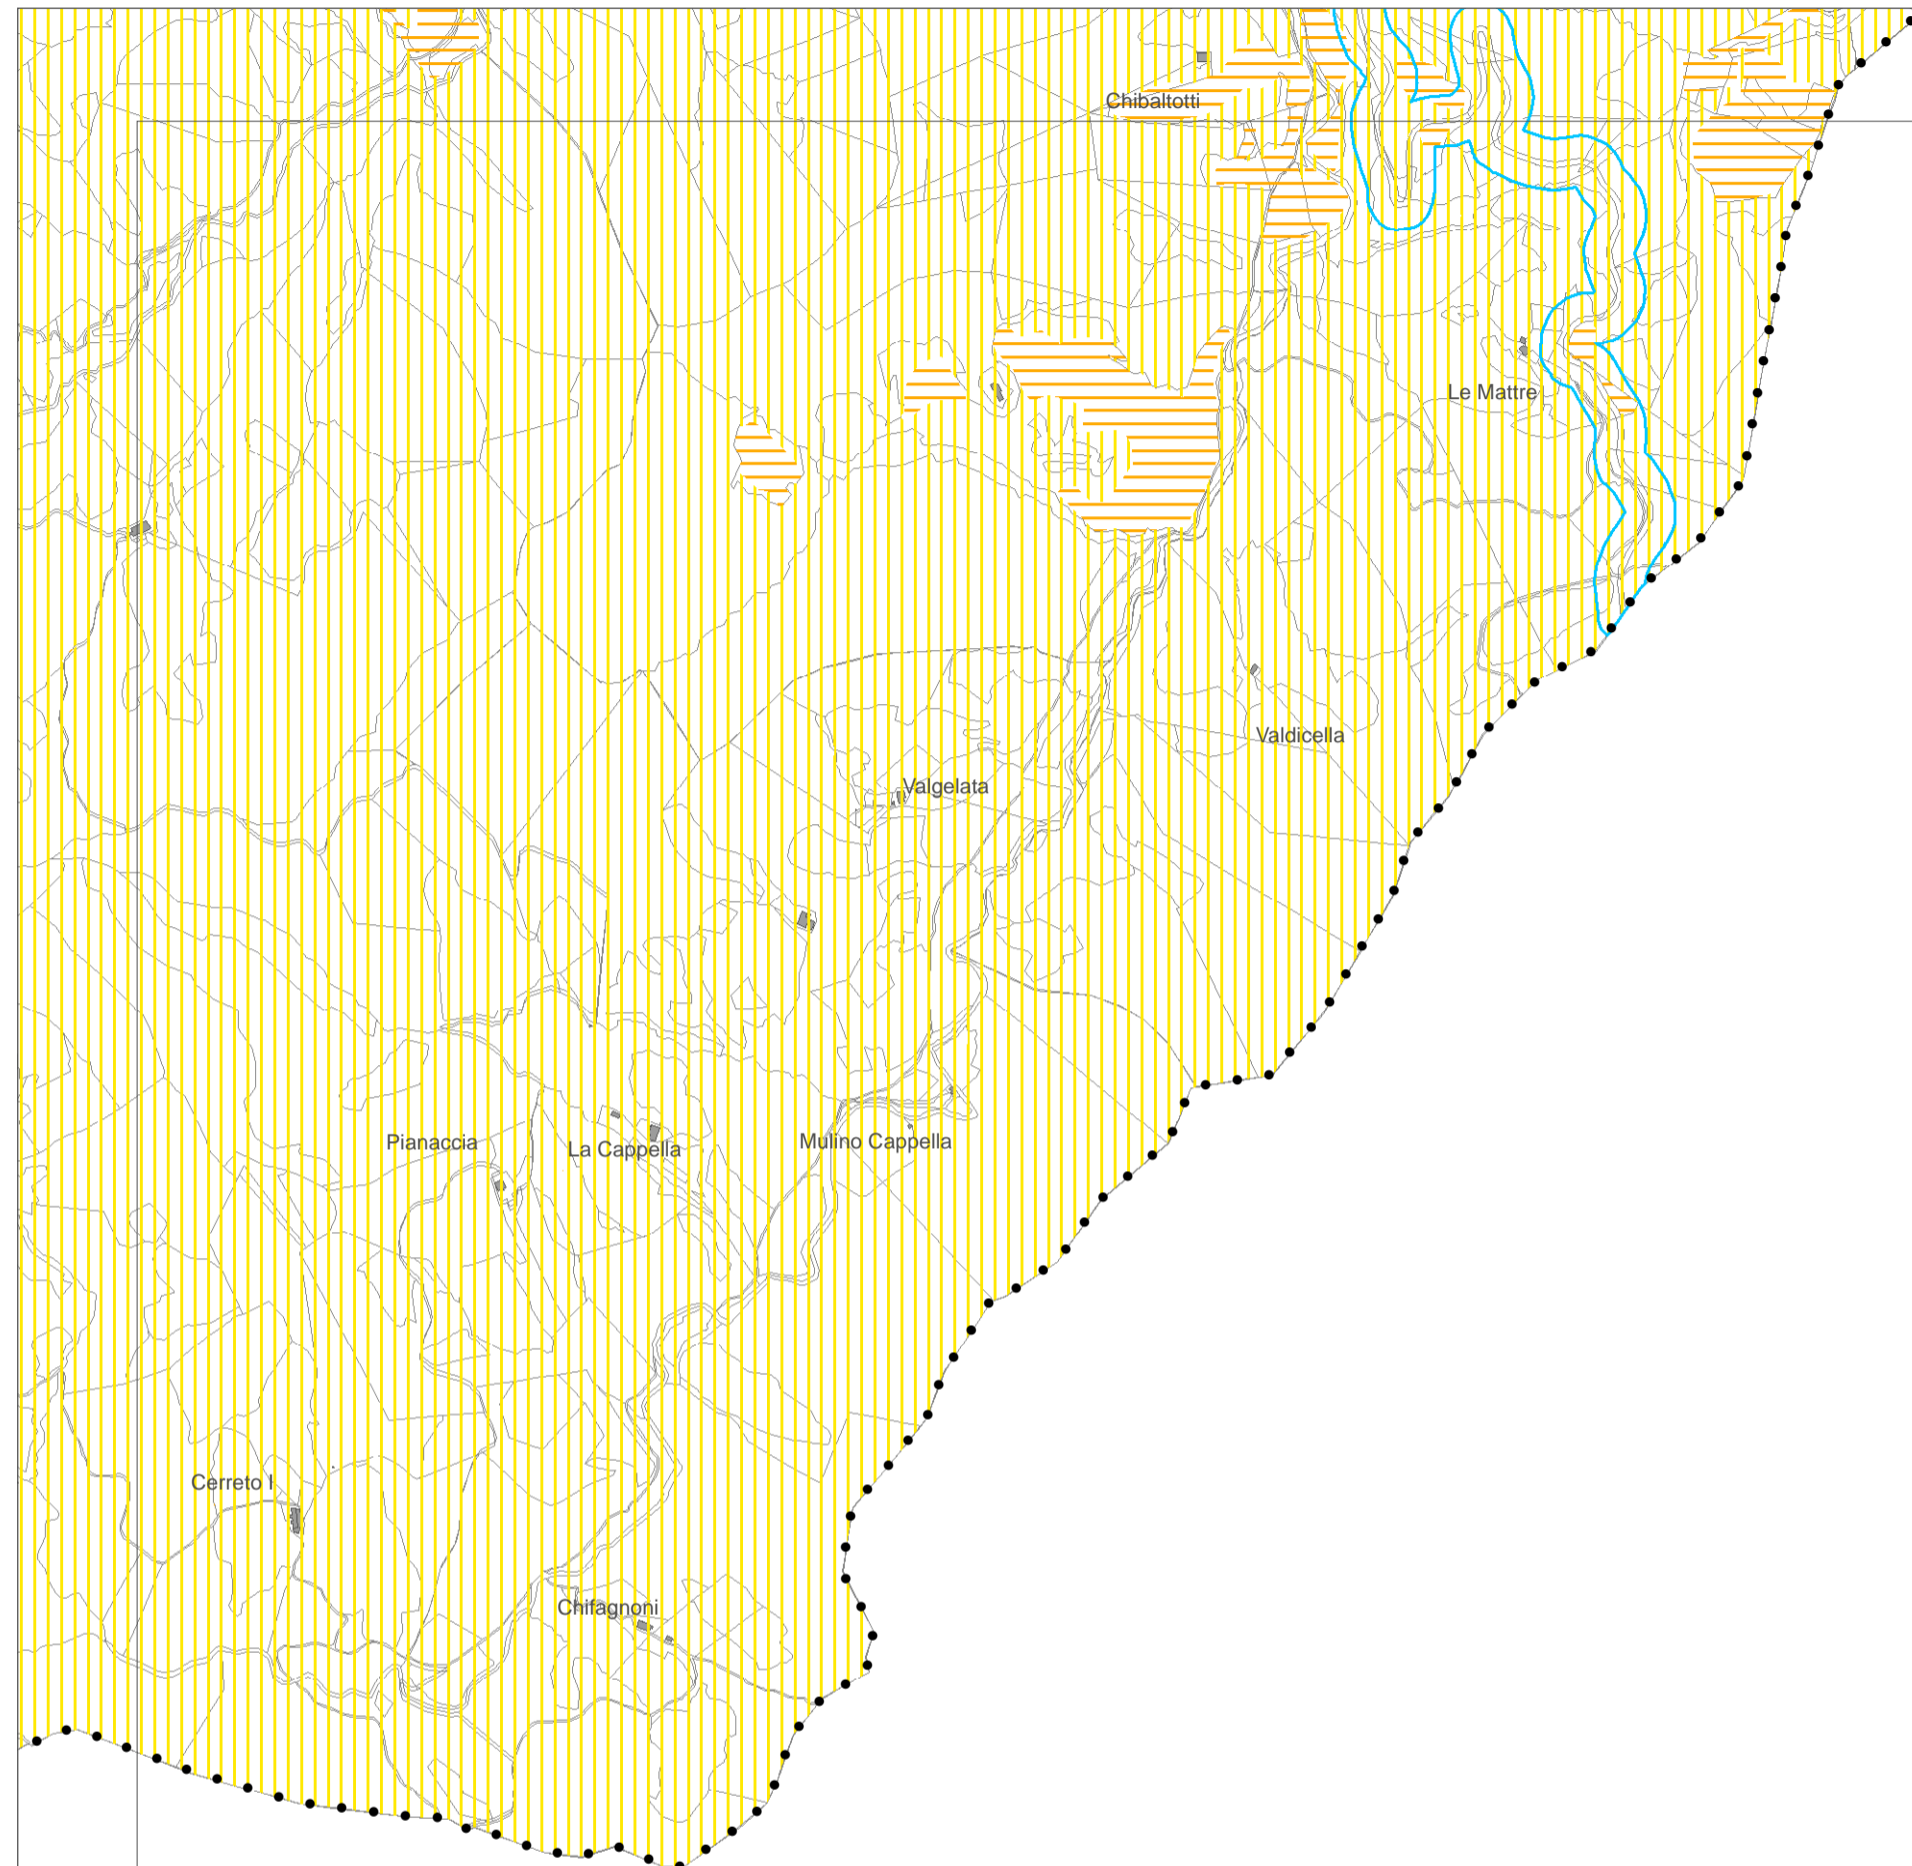 Chibaltotti
Le Mattre
Valdicella
Valgelata
Pianaccia
La Cappella
Mulino Cappella
Cerreto I
Chifagnoni